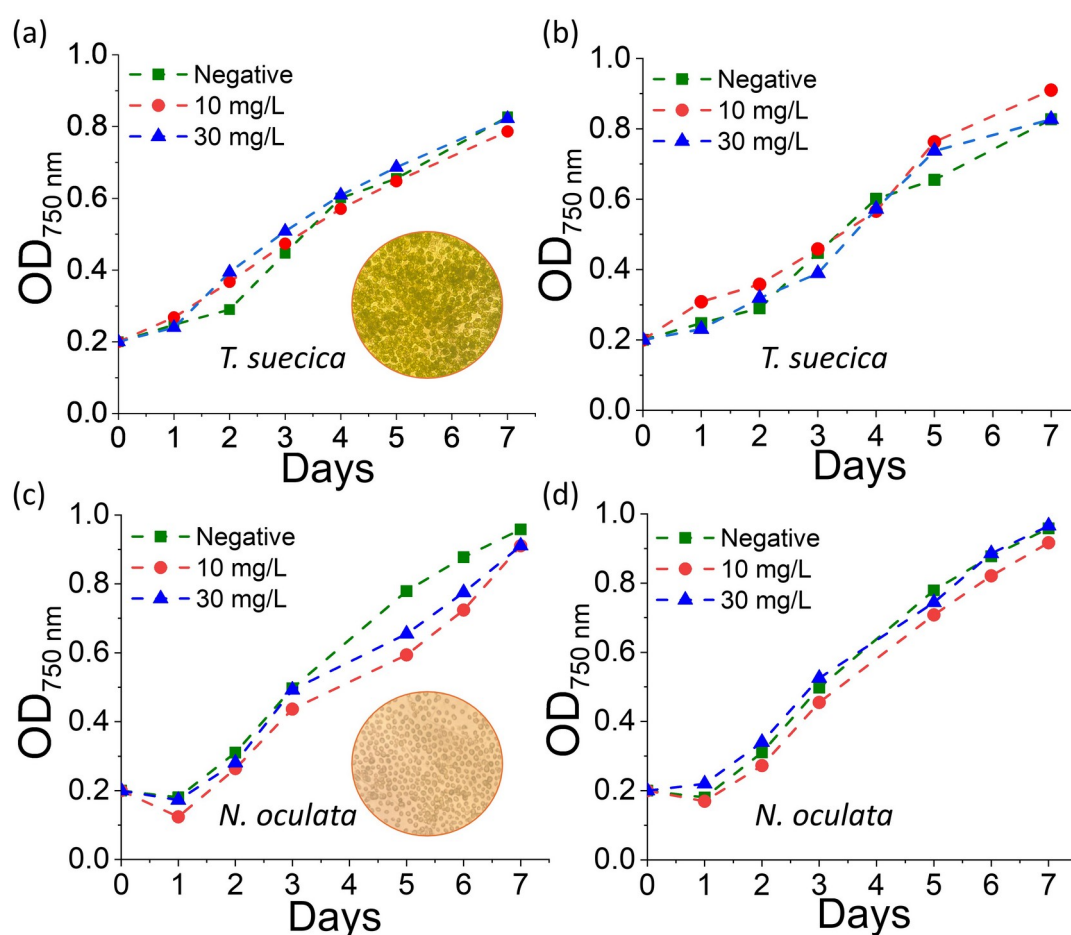 (a)
1.0
0.8
0.6
0.4
0.2
0.0
OD750 nm
Negative
10 mg/L
30 mg/L
T. suecica
0 1 2 3 4 5 6 7
Days
(b)
1.0
0.8
0.6
0.4
0.2
0.0
OD750 nm
Negative
10 mg/L
30 mg/L
T. suecica
0 1 2 3 4 5 6 7
Days
(c)
1.0
0.8
0.6
0.4
0.2
0.0
OD750 nm
Negative
10 mg/L
30 mg/L
N. oculata
0 1 2 3 4 5 6 7
Days
(d)
1.0
0.8
0.6
0.4
0.2
0.0
OD750 nm
Negative
10 mg/L
30 mg/L
N. oculata
0 1 2 3 4 5 6 7
Days